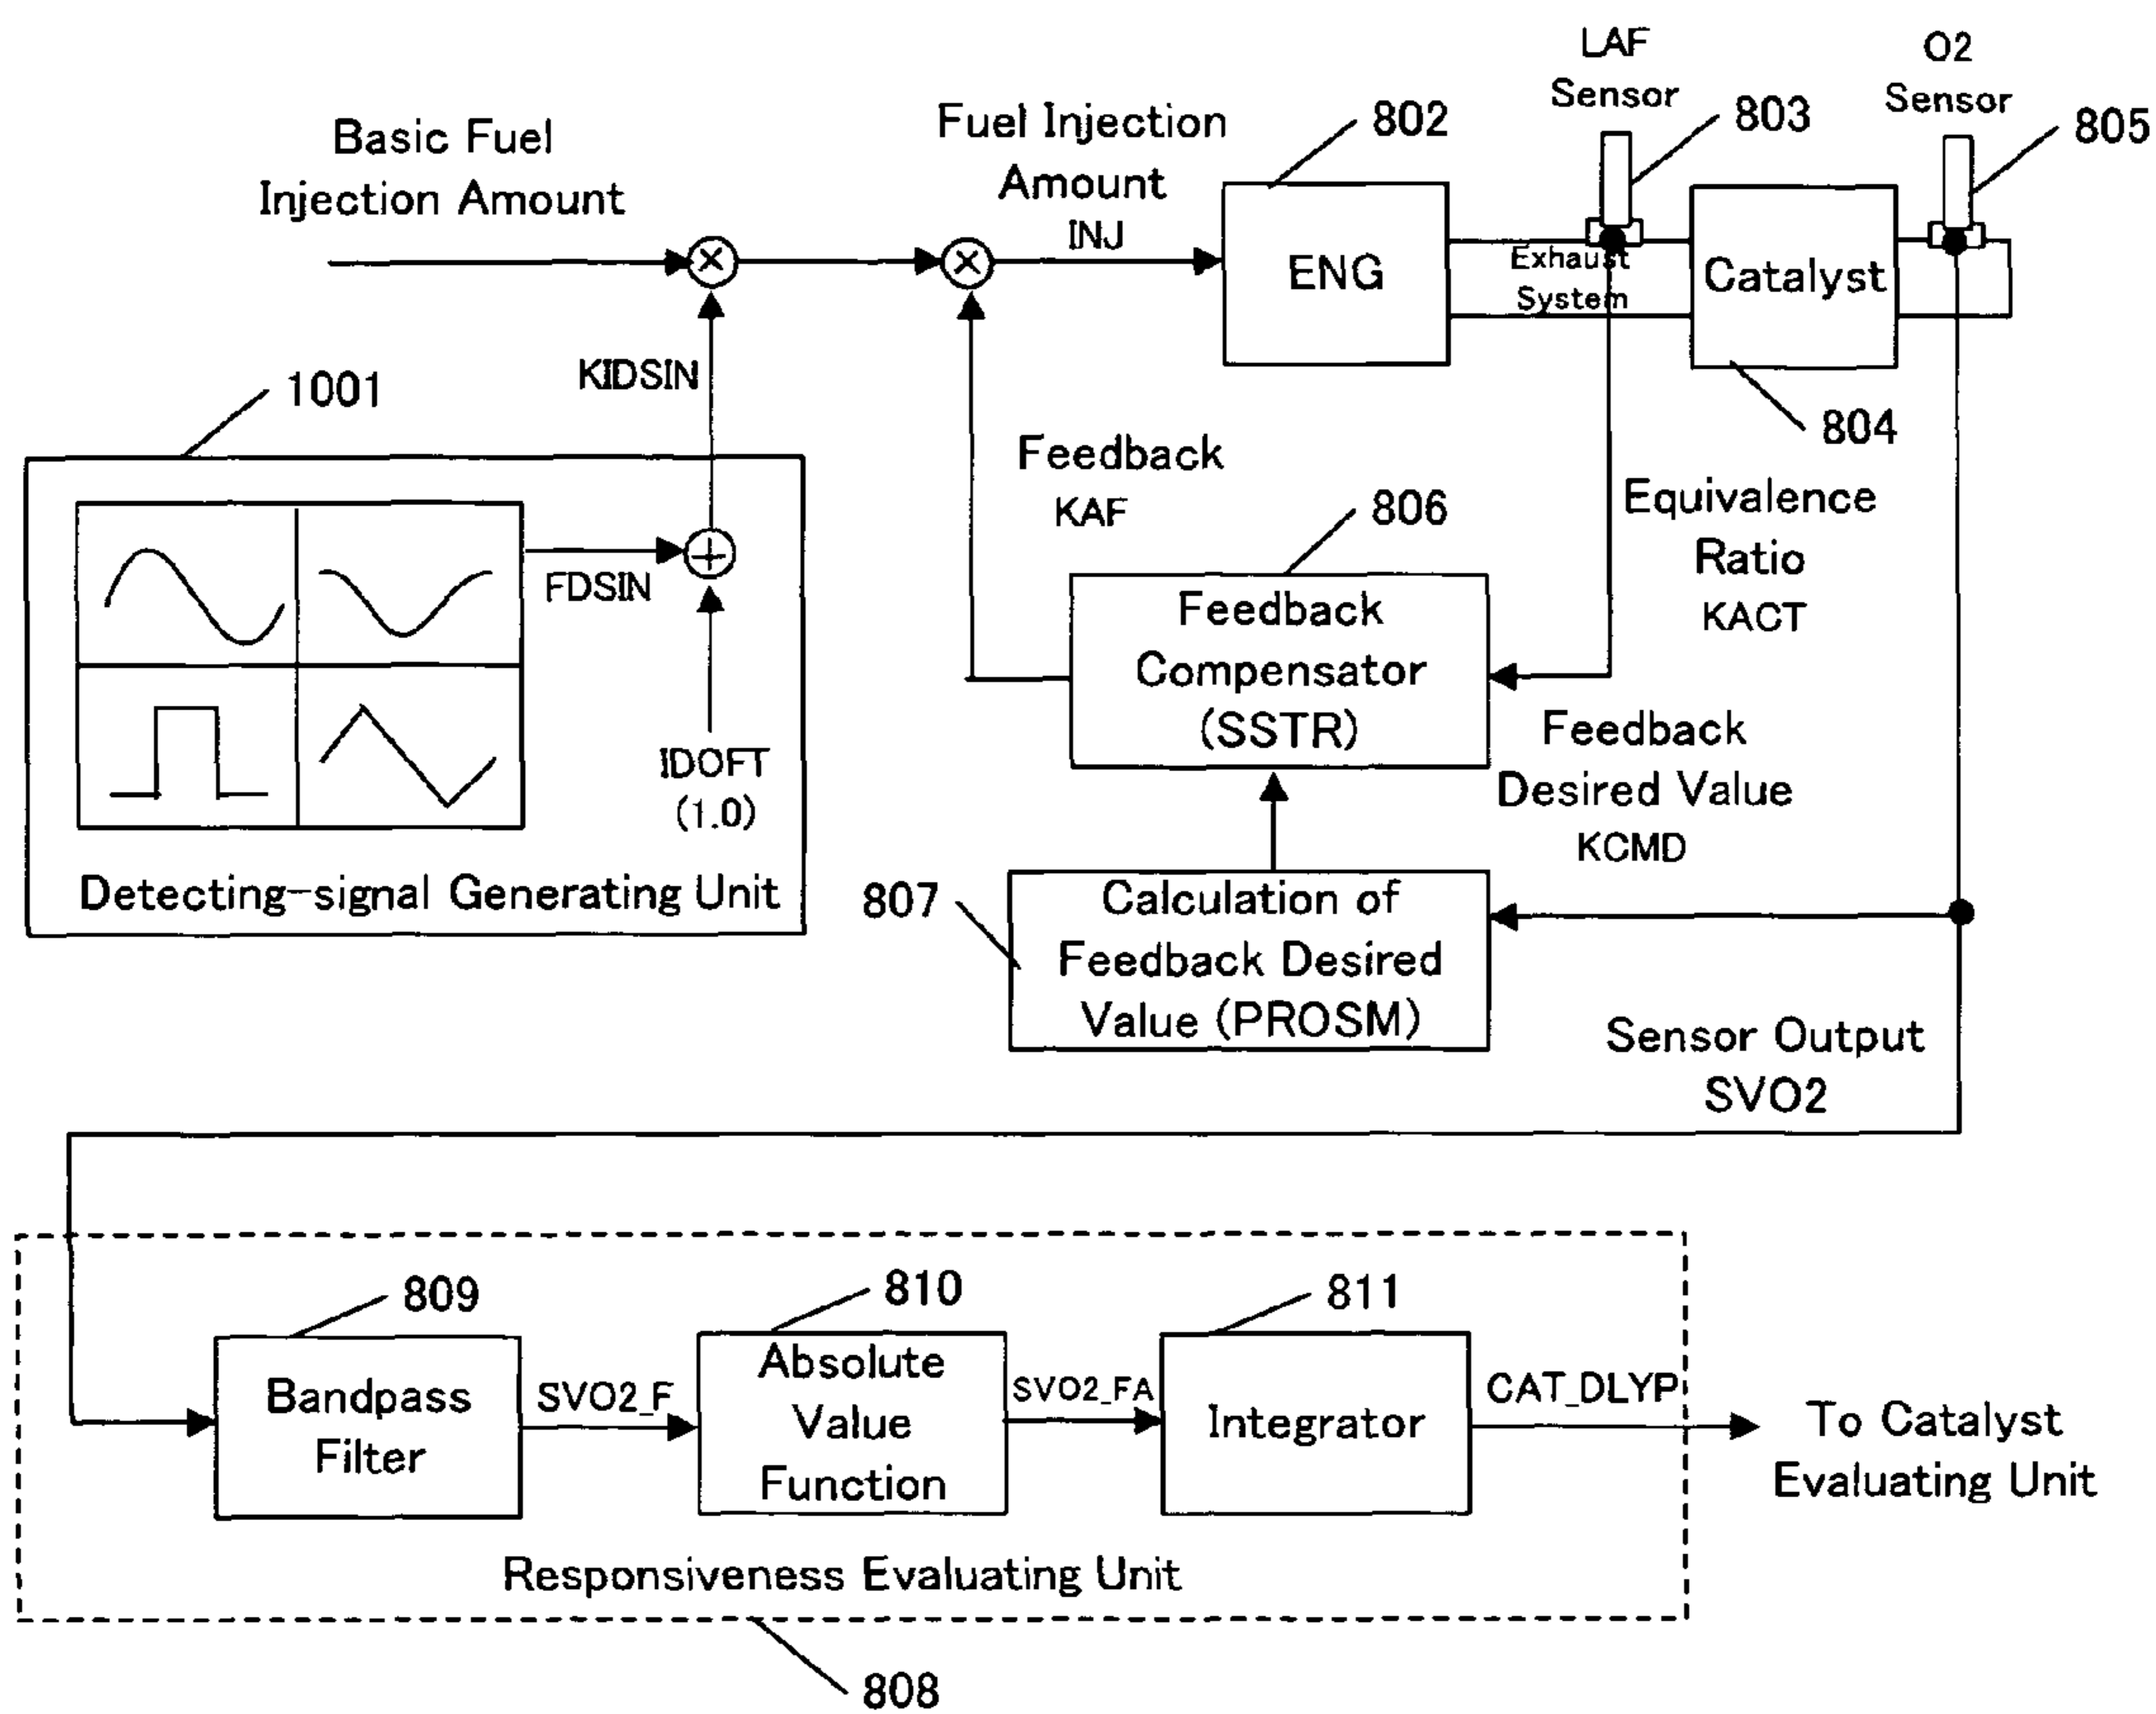 LAF
Sensor
803
O2
Sensor
805
Basic Fuel
Injection Amount
Fuel Injection
Amount
INJ
802
ENG
Exhaust
System
Catalyst
804
KIDSIN
1001
FDSIN
IDOFT
(1.0)
Detecting-signal Generating Unit
Feedback
KAF
806
Feedback
Compensator
(SSTR)
Equivalence
Ratio
KACT
Feedback
Desired Value
KCMD
807
Calculation of
Feedback Desired
Value (PROSM)
Sensor Output
SVO2
809
Bandpass
Filter
SVO2_F
810
Absolute
Value
Function
SVO2_FA
811
Integrator
CAT_DLYP
To Catalyst
Evaluating Unit
Responsiveness Evaluating Unit
808